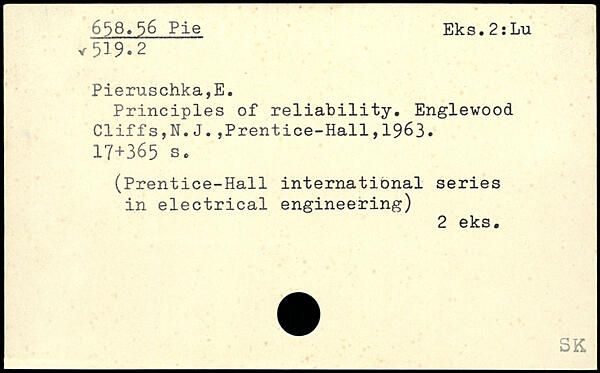 658.56 Pie
Eks.2:Lu
✓519.2
Pieruschka,E.
Principles of reliability. Englewood
Cliffs,N.J.,Prentice-Hall,1963.
17+365 s.
(Prentice-Hall international series
in electrical engineering)
2 eks.
SK